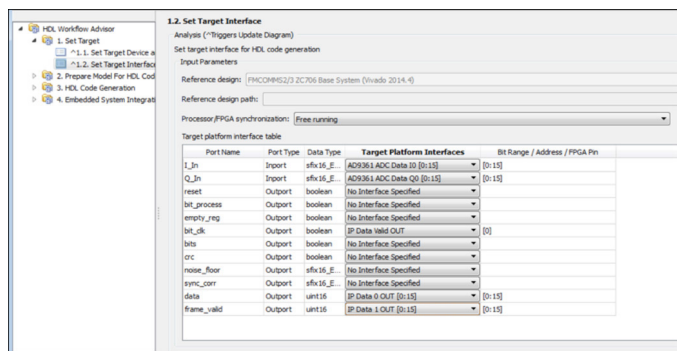 HDL Workflow Advisor
1. Set Target
^1.1. Set Target Device a
^1.2. Set Target Interface
2. Prepare Model For HDL Cod
3. HDL Code Generation
4. Embedded System Integrati
1.2. Set Target Interface
Analysis (^Triggers Update Diagram)
Set target interface for HDL code generation
Input Parameters
Reference design: FMCOMMS2/3 ZC706 Base System (Vivado 2014.4)
Reference design path:
Processor/FPGA synchronization: Free running
Target platform interface table
Port Name Port Type Data Type Target Platform Interfaces Bit Range / Address / FPGA Pin
I_In Inport sfix16_E... AD9361 ADC Data I0 [0:15] [0:15]
Q_In Inport sfix16_E... AD9361 ADC Data Q0 [0:15] [0:15]
reset Outport boolean No Interface Specified
bit_process Outport boolean No Interface Specified
empty_reg Outport boolean No Interface Specified
bit_clk Outport boolean IP Data Valid OUT [0]
bits Outport boolean No Interface Specified
crc Outport boolean No Interface Specified
noise_floor Outport sfix16_E... No Interface Specified
sync_corr Outport sfix16_E... No Interface Specified
data Outport uint16 IP Data 0 OUT [0:15] [0:15]
frame_valid Outport uint16 IP Data 1 OUT [0:15] [0:15]